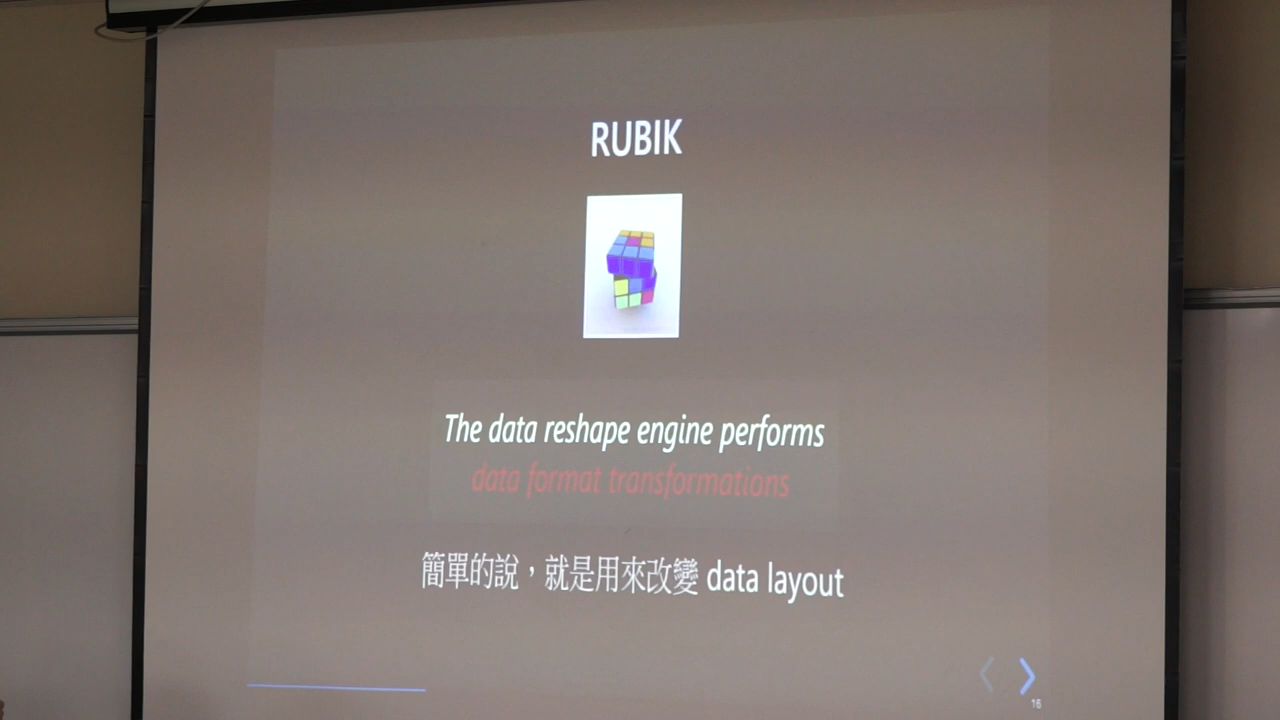 RUBIK
The data reshape engine performs
data format transformations
簡單的說，就是用來改變 data layout
16